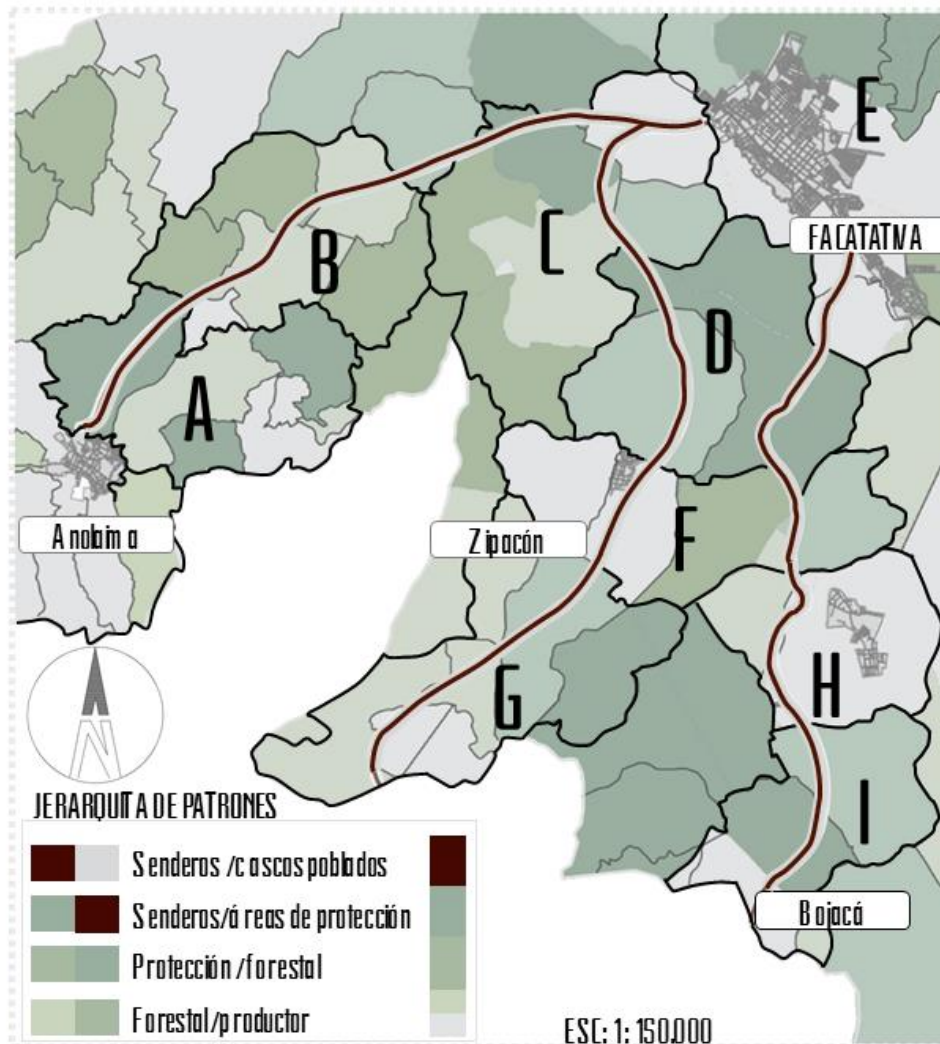 E
FACATATIVA
B
C
D
A
Anolaima
Zipacón
F
G
H
I
N
JERARQUITA DE PATRONES
Senderos /cascos poblados
Senderos/áreas de protección
Protección /forestal
Forestal/productor
Bojacá
ESC: 1: 150.000